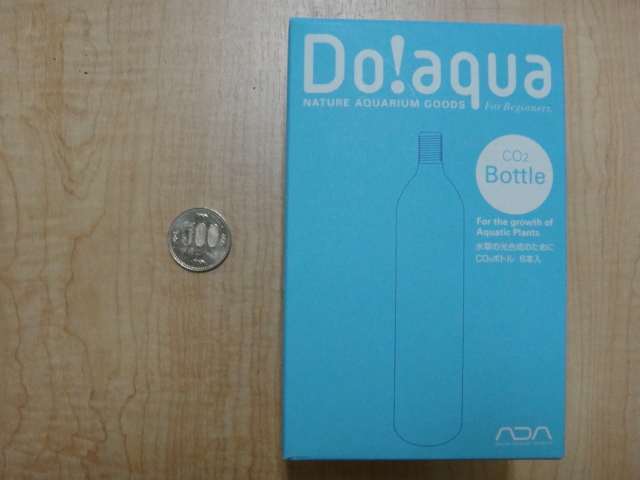 Do!aqua
NATURE AQUARIUM GOODS For Beginners.
CO2
Bottle
For the growth of
Aquatic Plants
水草の光合成のために
CO₂ボトル 6本入
500
ADA